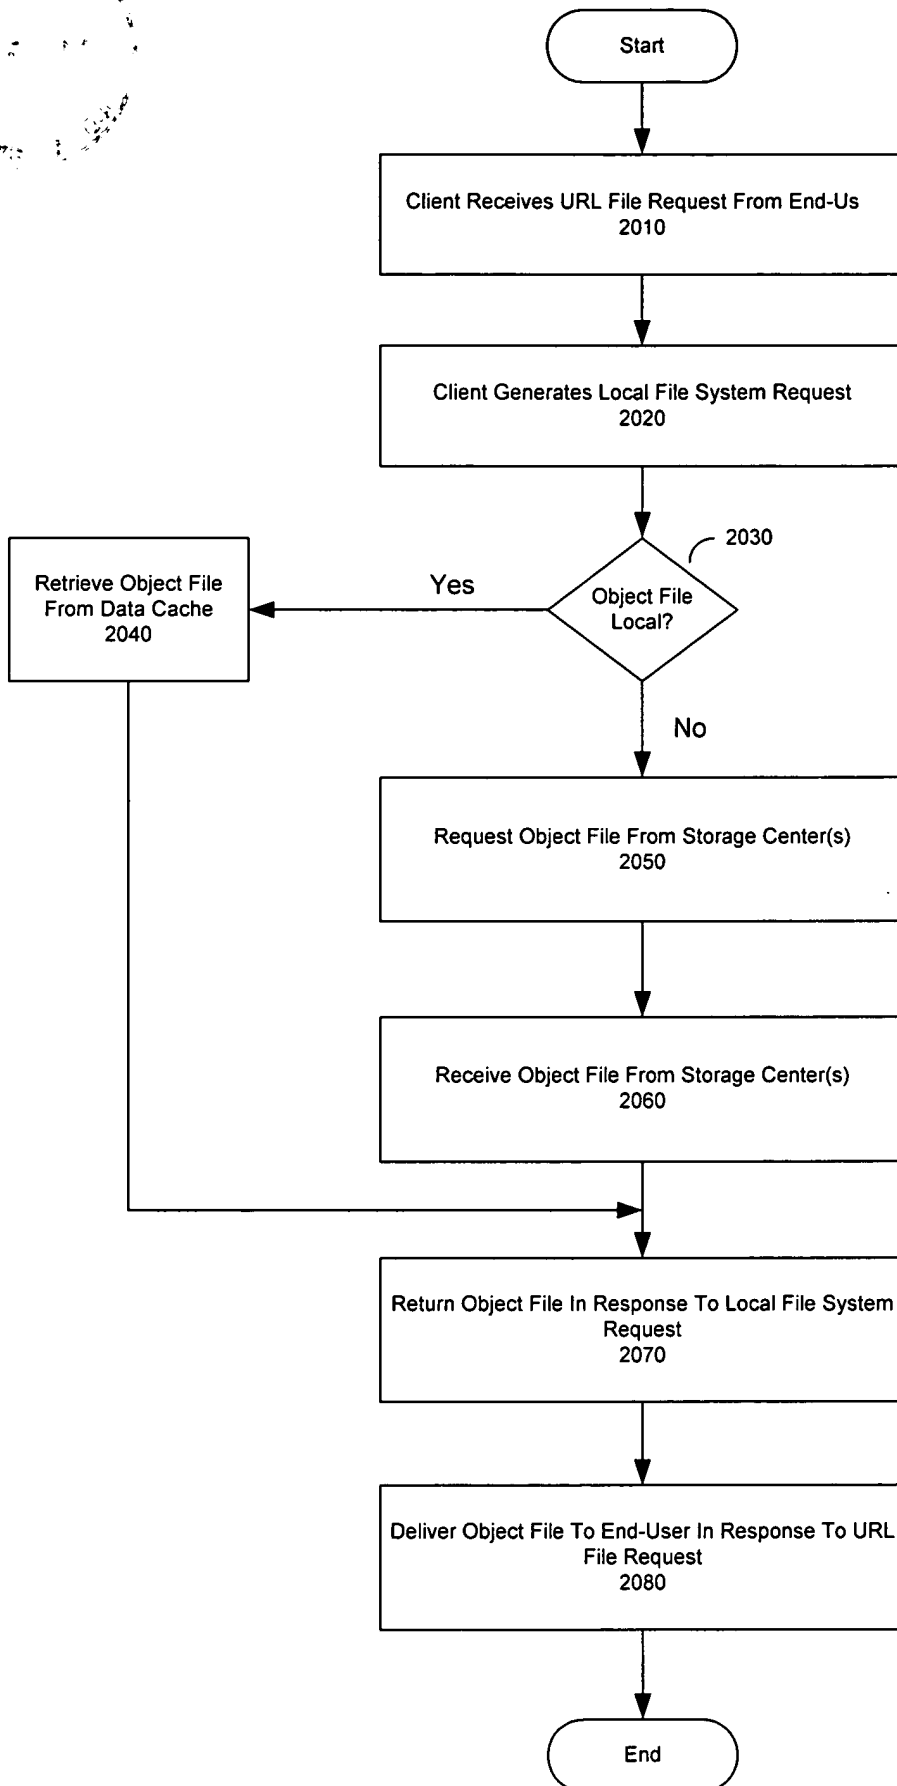 Start
Client Receives URL File Request From End-Us
2010
Client Generates Local File System Request
2020
2030
Object File
Local?
Yes
Retrieve Object File
From Data Cache
2040
No
Request Object File From Storage Center(s)
2050
Receive Object File From Storage Center(s)
2060
Return Object File In Response To Local File System
Request
2070
Deliver Object File To End-User In Response To URL
File Request
2080
End